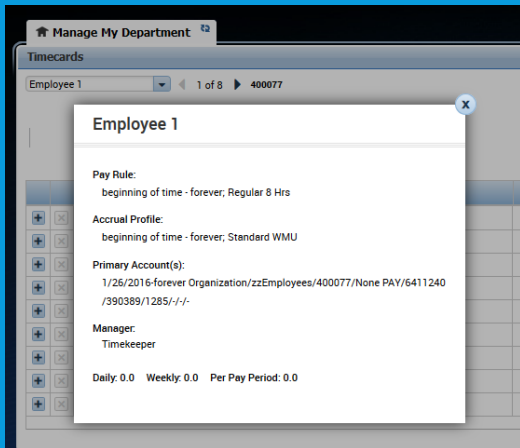 Manage My Department
Timecards
Employee 1 1 of 8 400077
x
Employee 1
Pay Rule:
beginning of time - forever; Regular 8 Hrs
Accrual Profile:
beginning of time - forever; Standard WMU
Primary Account(s):
1/26/2016-forever Organization/zzEmployees/400077/None PAY/6411240
/390389/1285/-/-/-
Manager:
Timekeeper
Daily: 0.0 Weekly: 0.0 Per Pay Period: 0.0